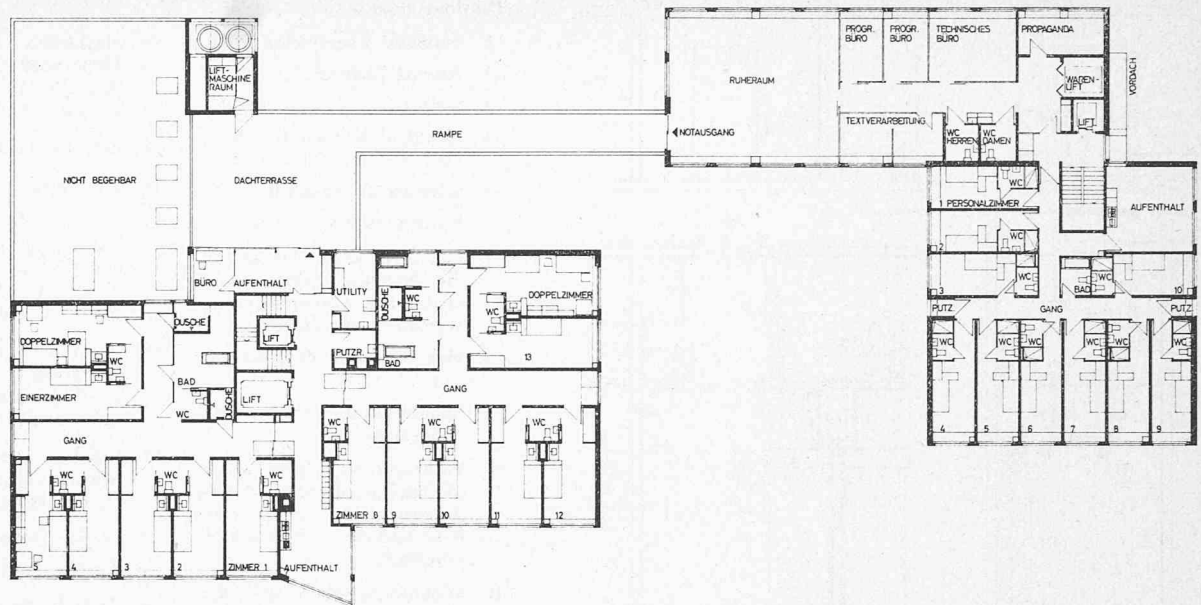 LIFT-
MASCHINE
RAUM
NICHT BEGEHBAR
DACHTERRASSE
RAMPE
RUHERAUM
NOTAUSGANG
PROGR.
BÜRO
PROGR.
BÜRO
TECHNISCHES
BÜRO
PROPAGANDA
TEXTVERARBEITUNG
WC
HERREN
WC
DAMEN
WAREN-
LIFT
LIFT
VORDACH
WC
1 PERSONALZIMMER
AUFENTHALT
WC
2
WC
3
BAD
WC
10
PUTZ
GANG
PUTZ
WC
WC
WC
WC
WC
WC
4
5
6
7
8
9
BÜRO
AUFENTHALT
UTILITY
DUSCHE
WC
DOPPELZIMMER
WC
DUSCHE
LIFT
PUTZR.
BAD
13
DOPPELZIMMER
WC
EINERZIMMER
BAD
WC
DUSCHE
LIFT
GANG
GANG
WC
WC
WC
ZIMMER 8
9
10
11
12
WC
WC
WC
5
4
3
2
ZIMMER 1
AUFENTHALT